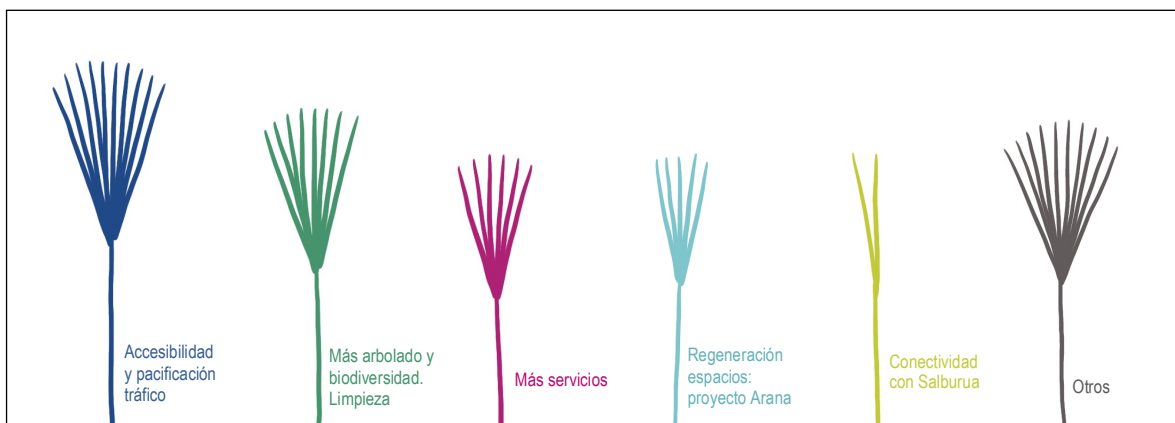 Accesibilidad
y pacificación
tráfico
Más arbolado y
biodiversidad.
Limpieza
Más servicios
Regeneración
espacios:
proyecto Arana
Conectividad
con Salburua
Otros